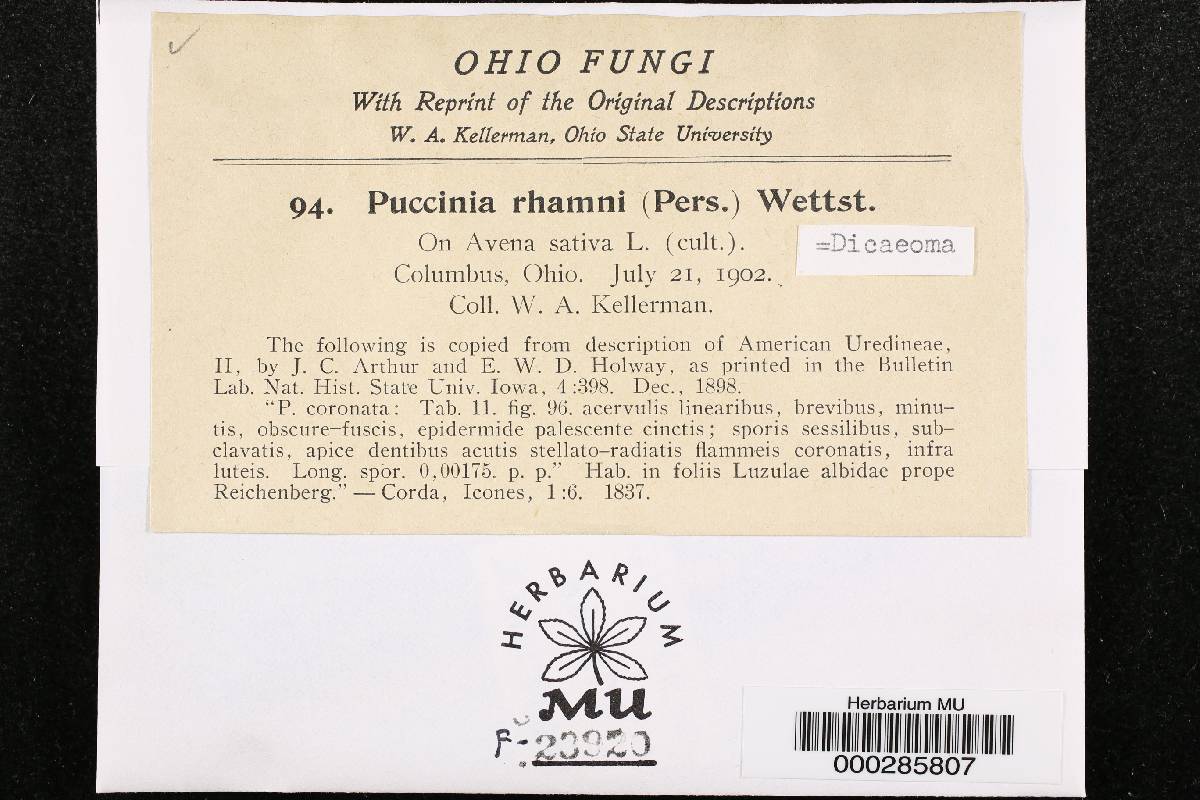 OHIO FUNGI
With Reprint of the Original Descriptions
W. A. Kellerman, Ohio State University
94. Puccinia rhamni (Pers.) Wettst.
On Avena sativa L. (cult.).
=Dicaeoma
Columbus, Ohio. July 21, 1902.
Coll. W. A. Kellerman.
The following is copied from description of American Uredineae,
II, by J. C. Arthur and E. W. D. Holway, as printed in the Bulletin
Lab. Nat. Hist. State Univ. Iowa, 4:398. Dec., 1898.
"P. coronata: Tab. 11. fig. 96. acervulis linearibus, brevibus, minu-
tis, obscure-fuscis, epidermide palescente cinctis; sporis sessilibus, sub-
clavatis, apice dentibus acutis stellato-radiatis flammeis coronatis, infra
luteis. Long. spor. 0,00175. p. p." Hab. in foliis Luzulae albidae prope
Reichenberg." — Corda, Icones, 1:6. 1837.
HERBARIUM
MU
F-23920
Herbarium MU
000285807